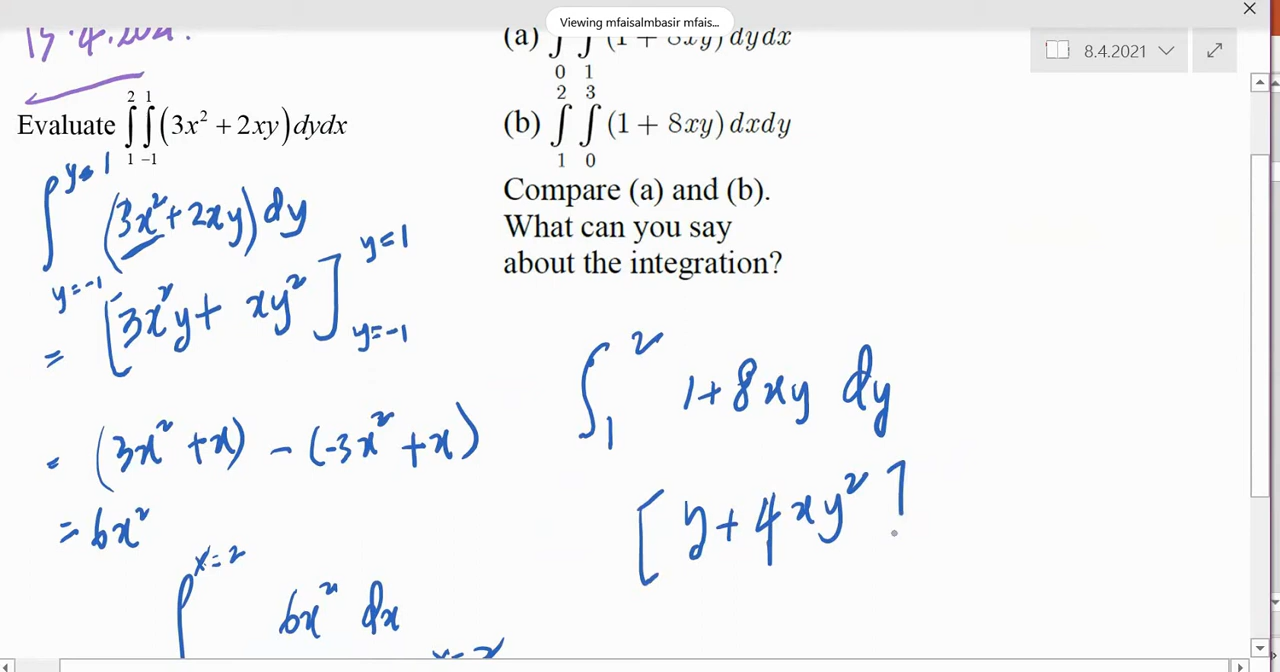 Viewing mfaisalmbasir mfais...
8.4.2021
Evaluate ∫₁² ∫₋₁¹ (3x² + 2xy) dydx
∫ y=1 y=-1 (3x² + 2xy) dy
= [3x²y + xy²] y=1 y=-1
= (3x² + x) - (-3x² + x)
= 6x²
x=2
6x² dx
(a) ∫₀ ∫₁ (1 + 8xy) dydx
(b) ∫₁² ∫₀³ (1 + 8xy) dxdy
Compare (a) and (b).
What can you say
about the integration?
∫₁² 1 + 8xy dy
[y + 4xy²]